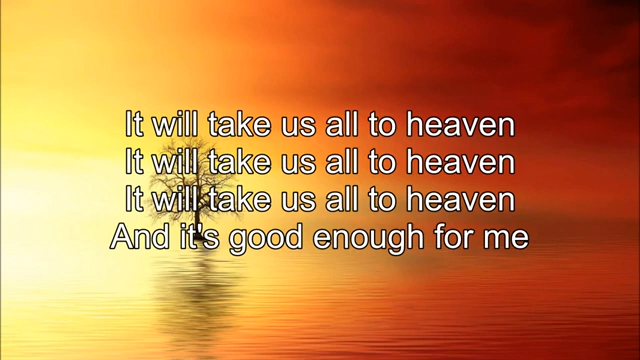 It will take us all to heaven
It will take us all to heaven
It will take us all to heaven
And it's good enough for me